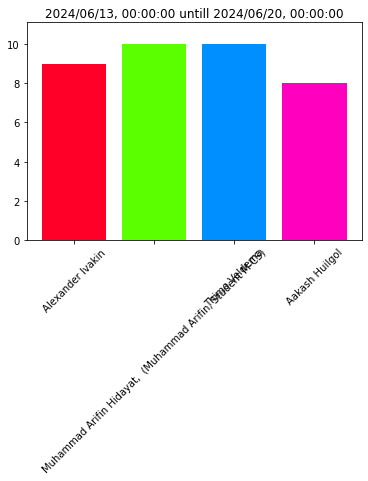 2024/06/13, 00:00:00 untill 2024/06/20, 00:00:00
10
8
6
4
2
0
Alexander Ivakin
Muhammad Arifin Hidayat,  (Muhammad Arifin/ Student M-CS)
Aakash Huilgol